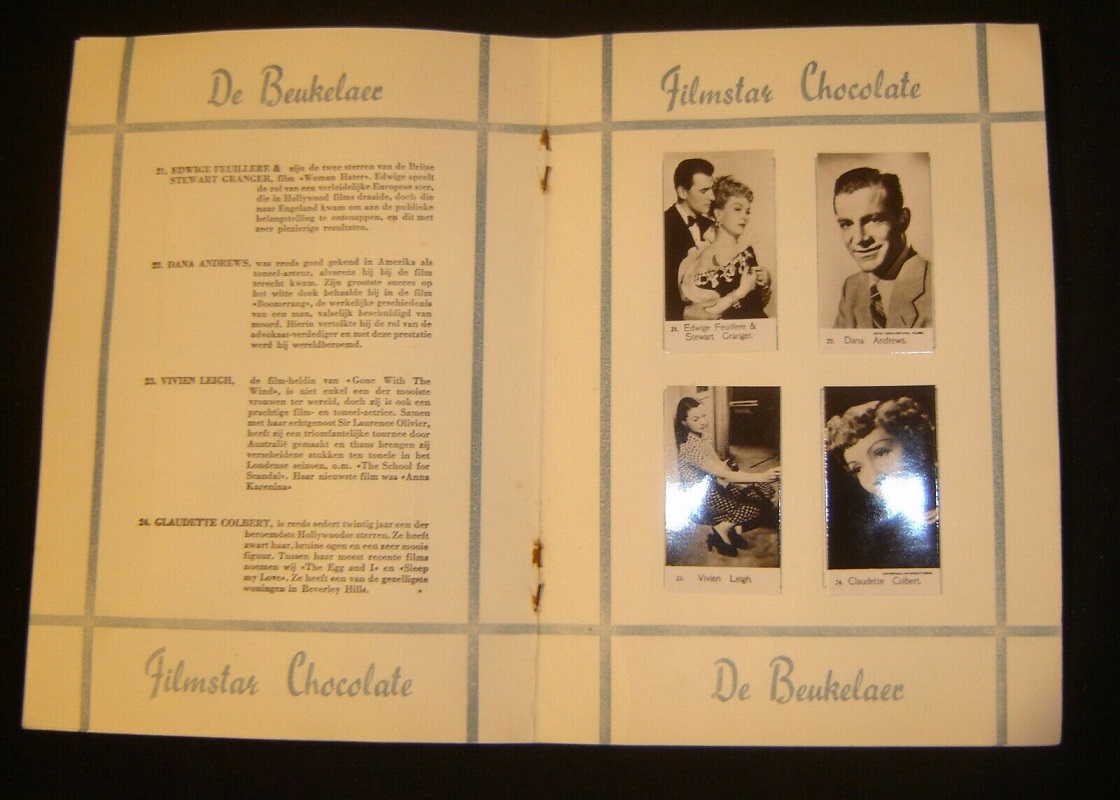 De Beukelaer
21. EDWIGE FEUILLERE & zijn de twee sterren van de Britse
STEWART GRANGER, film «Woman Hater». Edwige speelt
de rol van een verleidelijke Europese ster,
die in Hollywood films draaide, doch die
naar Engeland kwam om aan de publieke
belangstelling te ontsnappen, en dit met
zeer plezierige resultaten.
22. DANA ANDREWS, was reeds goed gekend in Amerika als
toneel-acteur, alvorens hij bij de film
terecht kwam. Zijn grootste succes op
het witte doek behaalde hij in de film
«Boomerang», de werkelijke geschiedenis
van een man, valselijk beschuldigd van
moord. Hierin vertolkte hij de rol van de
advokaat-verdediger en met deze prestatie
werd hij wereldberoemd.
23. VIVIEN LEIGH, de film-heldin van «Gone With The
Wind», is niet enkel een der mooiste
vrouwen ter wereld, doch zij is ook een
prachtige film- en toneel-actrice. Samen
met haar echtgenoot Sir Laurence Olivier,
heeft zij een triomfantelijke tournee door
Australië gemaakt en thans brengen zij
verscheidene stukken ten tonele in het
Londense seizoen, o.m. «The School for
Scandal». Haar nieuwste film was «Anna
Karenina»
24. CLAUDETTE COLBERT, is reeds sedert twintig jaar een der
beroemdste Hollywoodse sterren. Ze heeft
zwart haar, bruine ogen en een zeer mooie
figuur. Tussen haar meest recente films
noemen wij «The Egg and I» en «Sleep
my Love». Ze heeft een van de gezelligste
woningen in Beverley Hills.
Filmstar Chocolate
Filmstar Chocolate
21. Edwige Feuillere &
Stewart Granger.
22. Dana Andrews.
23. Vivien Leigh.
24. Claudette Colbert.
De Beukelaer